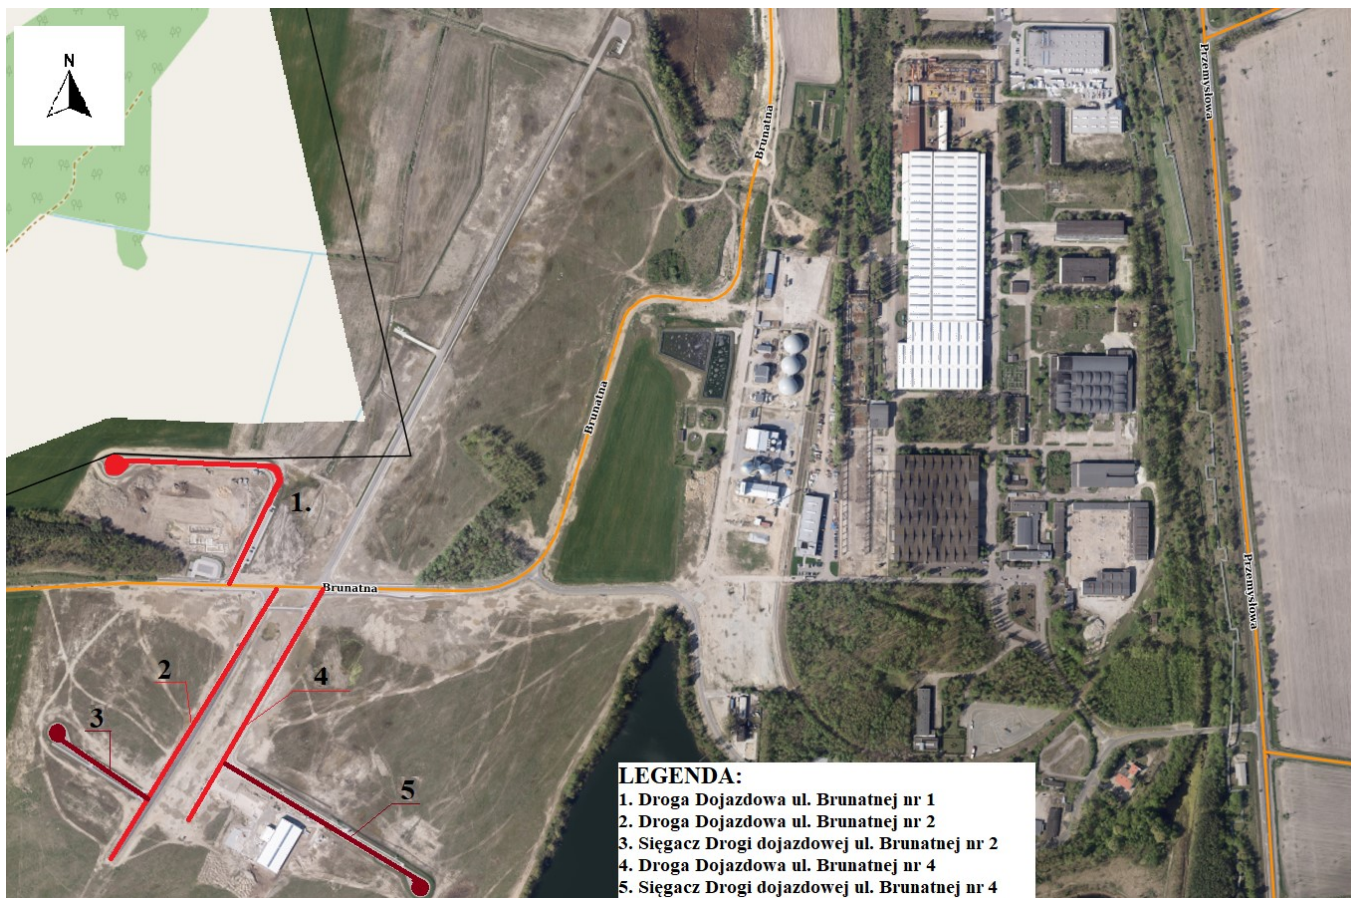 N
Brunatna
Przemysłowa
Brunatna
1.
Brunatna
Przemysłowa
2
4
3
5
LEGENDA:
1. Droga Dojazdowa ul. Brunatnej nr 1
2. Droga Dojazdowa ul. Brunatnej nr 2
3. Sięgacz Drogi dojazdowej ul. Brunatnej nr 2
4. Droga Dojazdowa ul. Brunatnej nr 4
5. Sięgacz Drogi dojazdowej ul. Brunatnej nr 4